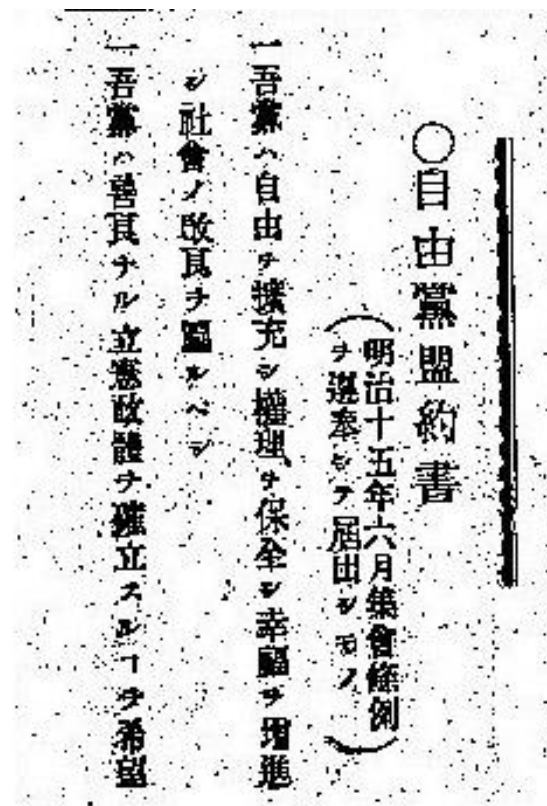 ○自由黨盟約書
（明治十五年六月集會條例
ヲ遵奉シテ届出シモノ）
一吾黨ハ自由ヲ擴充シ權理ヲ保全シ幸福ヲ増進
シ社會ノ改良ヲ圖ルベシ
一吾黨ハ善良ナル立憲政體ヲ確立スルヿヲ希望